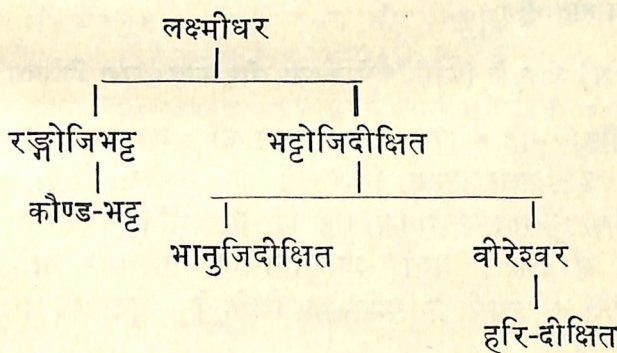 लक्ष्मीधर
रङ्गोजिभट्ट भट्टोजिदीक्षित
कौण्ड-भट्ट
भानुजिदीक्षित वीरेश्वर
हरि-दीक्षित